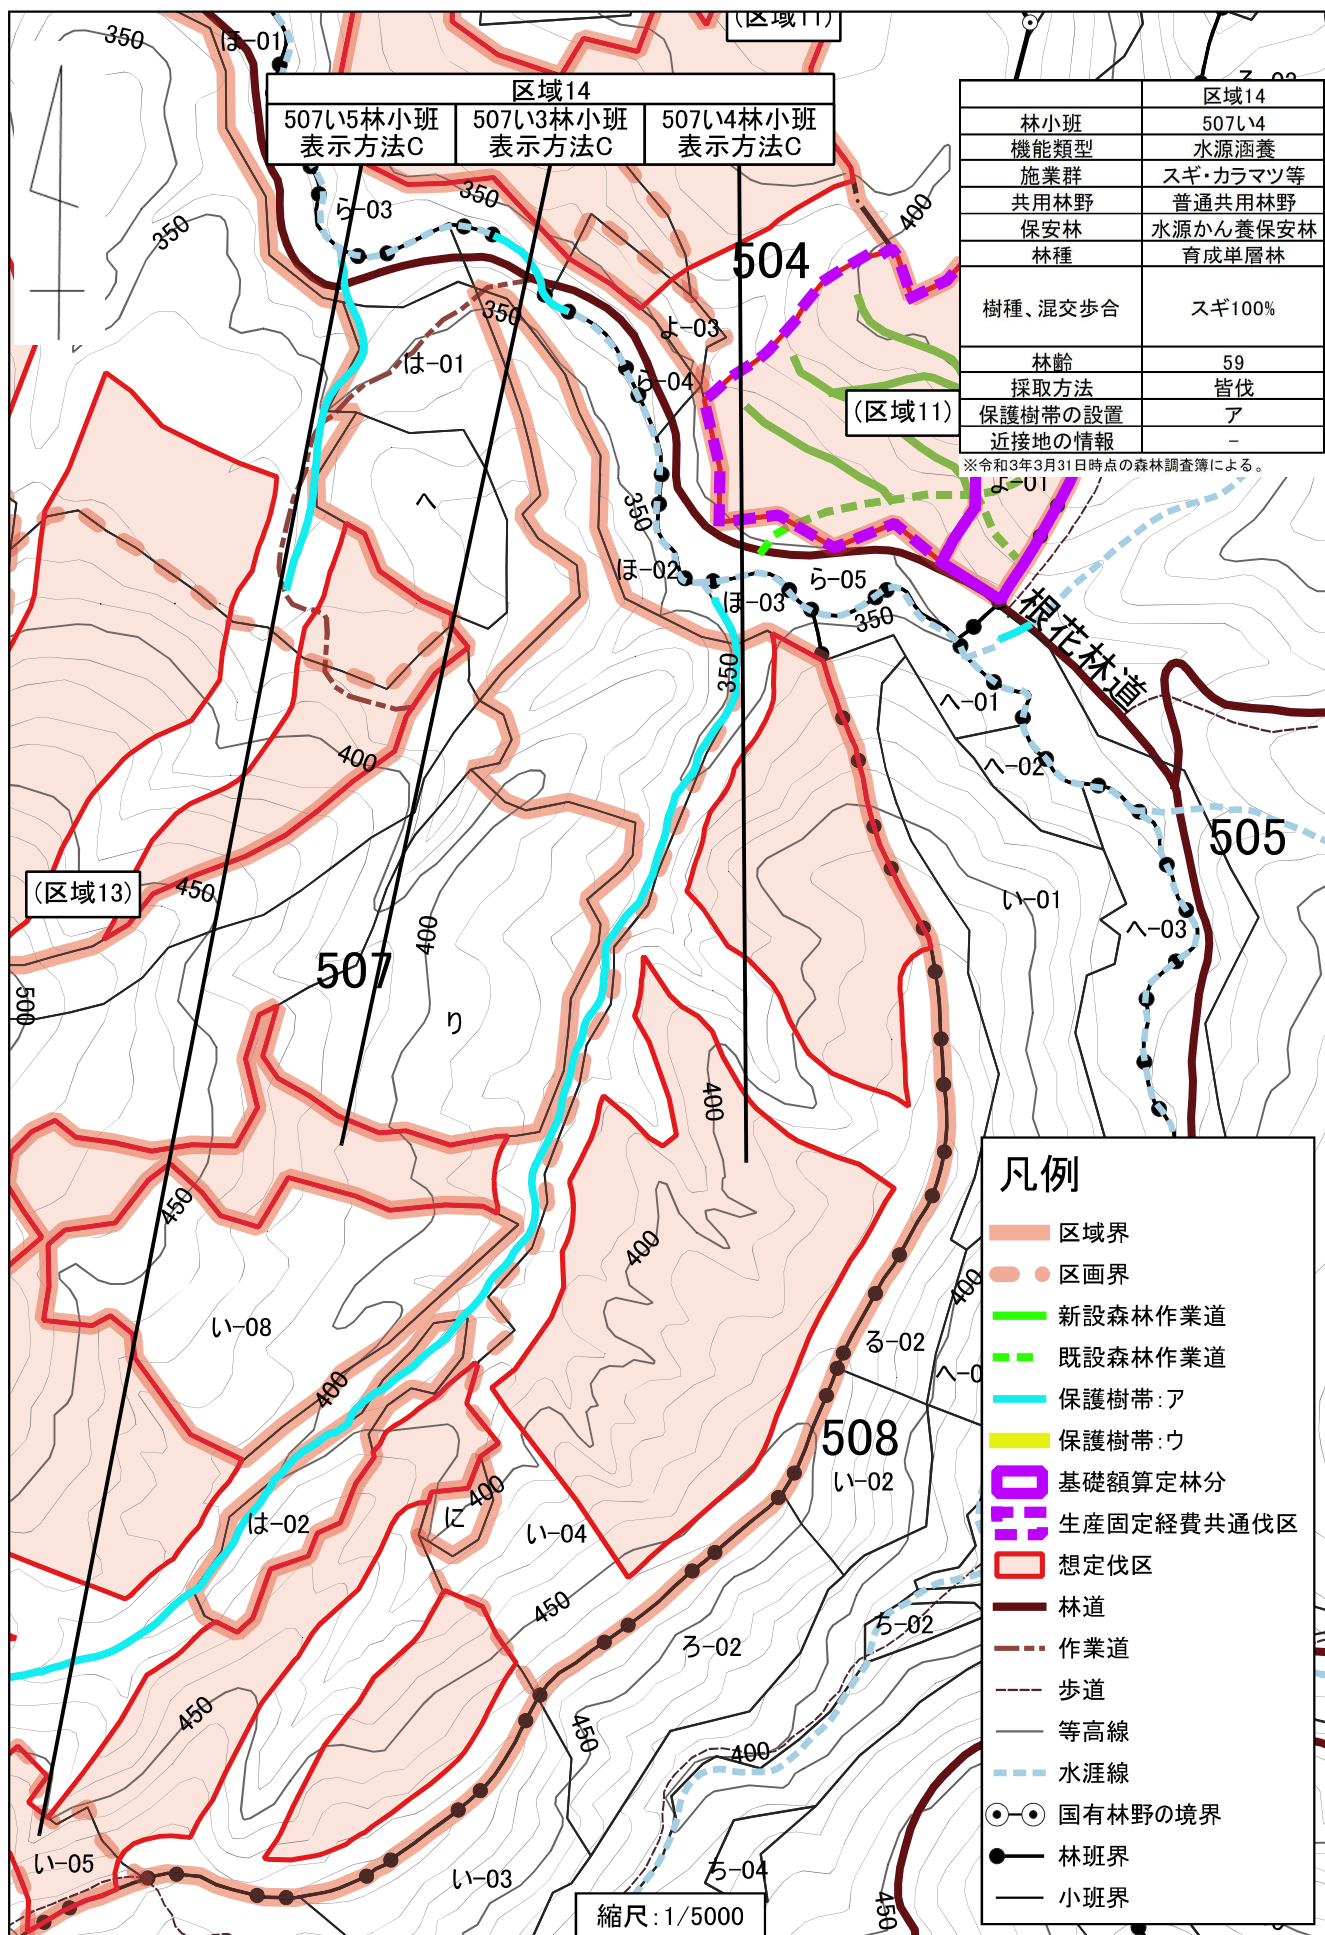 (区域11)
350
ほ-01
区域14
507い5林小班 507い3林小班 507い4林小班
表示方法C 表示方法C 表示方法C
区域14
林小班 507い4
機能類型 水源涵養
施業群 スギ・カラマツ等
共用林野 普通共用林野
保安林 水源かん養保安林
林種 育成単層林
樹種、混交歩合 スギ100%
林齢 59
採取方法 皆伐
保護樹帯の設置 ア
近接地の情報 -
※令和3年3月31日時点の森林調査簿による。
350
ら-03
350
400
504
350
よ-03
は-01
ら-04
(区域11)
よ-01
へ
350
ほ-02
ほ-03
ら-05
350
根花林道
350
へ-01
400
へ-02
505
(区域13)
450
い-01
400
へ-03
507
500
り
400
450
400
い-08
400
400
る-02
へ-0
508
い-02
400
に
は-02
い-04
450
ろ-02
ち-02
450
450
400
い-05
い-03
ち-04
450
縮尺:1/5000
凡例
区域界
区画界
新設森林作業道
既設森林作業道
保護樹帯:ア
保護樹帯:ウ
基礎額算定林分
生産固定経費共通伐区
想定伐区
林道
作業道
歩道
等高線
水涯線
国有林野の境界
林班界
小班界